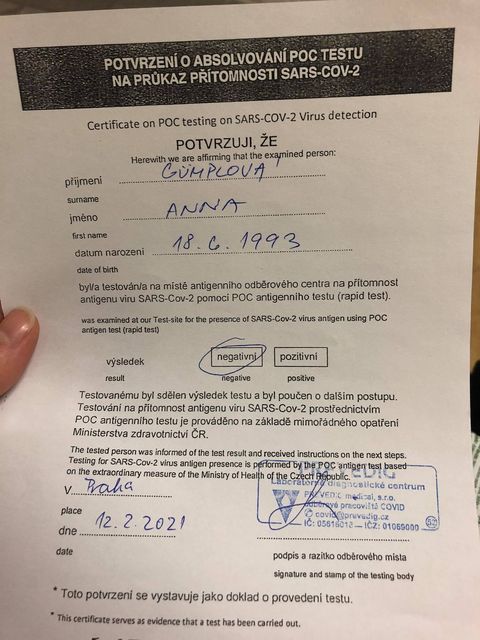 POTVRZENÍ O ABSOLVOVÁNÍ POC TESTU
NA PRŮKAZ PŘÍTOMNOSTI SARS-COV-2
Certificate on POC testing on SARS-COV-2 Virus detection
POTVRZUJI, ŽE
Herewith we are affirming that the examined person:
příjmení GUMPLOVÁ
surname
jméno ANNA
first name
datum narození 18.6.1993
date of birth
byl/a testován/a na místě antigenního odběrového centra na přítomnost
antigenu viru SARS-Cov-2 pomocí POC antigenního testu (rapid test).
was examined at our Test-site for the presence of SARS-Cov-2 virus antigen using POC
antigen test (rapid test)
výsledek negativní pozitivní
result negative positive
Testovanému byl sdělen výsledek testu a byl poučen o dalším postupu.
Testování na přítomnost antigenu viru SARS-Cov-2 prostřednictvím
POC antigenního testu je prováděno na základě mimořádného opatření
Ministerstva zdravotnictví ČR.
The tested person was informed of the test result and received instructions on the next steps.
Testing for SARS-Cov-2 virus antigen presence is performed by the POC antigen test based
on the extraordinary measure of the Ministry of Health of the Czech Republic.
V Praha
place
dne 12.2.2021
date
Laboratorně diagnostické centrum
medical, s.r.o.
odběrové pracoviště COVID
covid@pruvedig.cz
IČ: 05616018 - IČZ: 01069000
podpis a razítko odběrového místa
signature and stamp of the testing body
* Toto potvrzení se vystavuje jako doklad o provedení testu.
* This certificate serves as evidence that a test has been carried out.